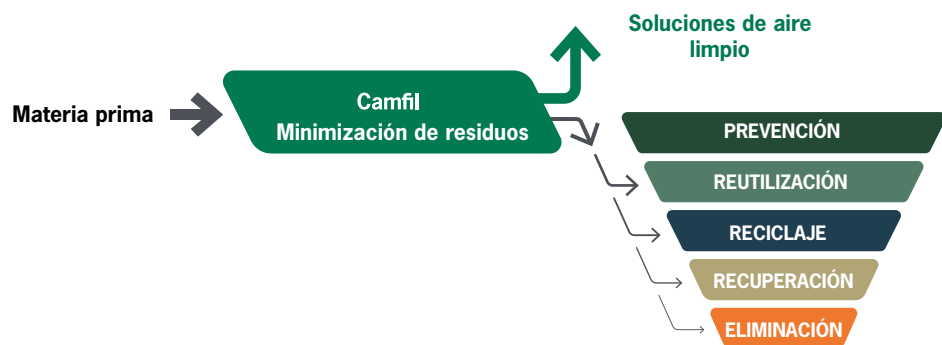 Soluciones de aire
limpio
Materia prima
Camfil
Minimización de residuos
PREVENCIÓN
REUTILIZACIÓN
RECICLAJE
RECUPERACIÓN
ELIMINACIÓN